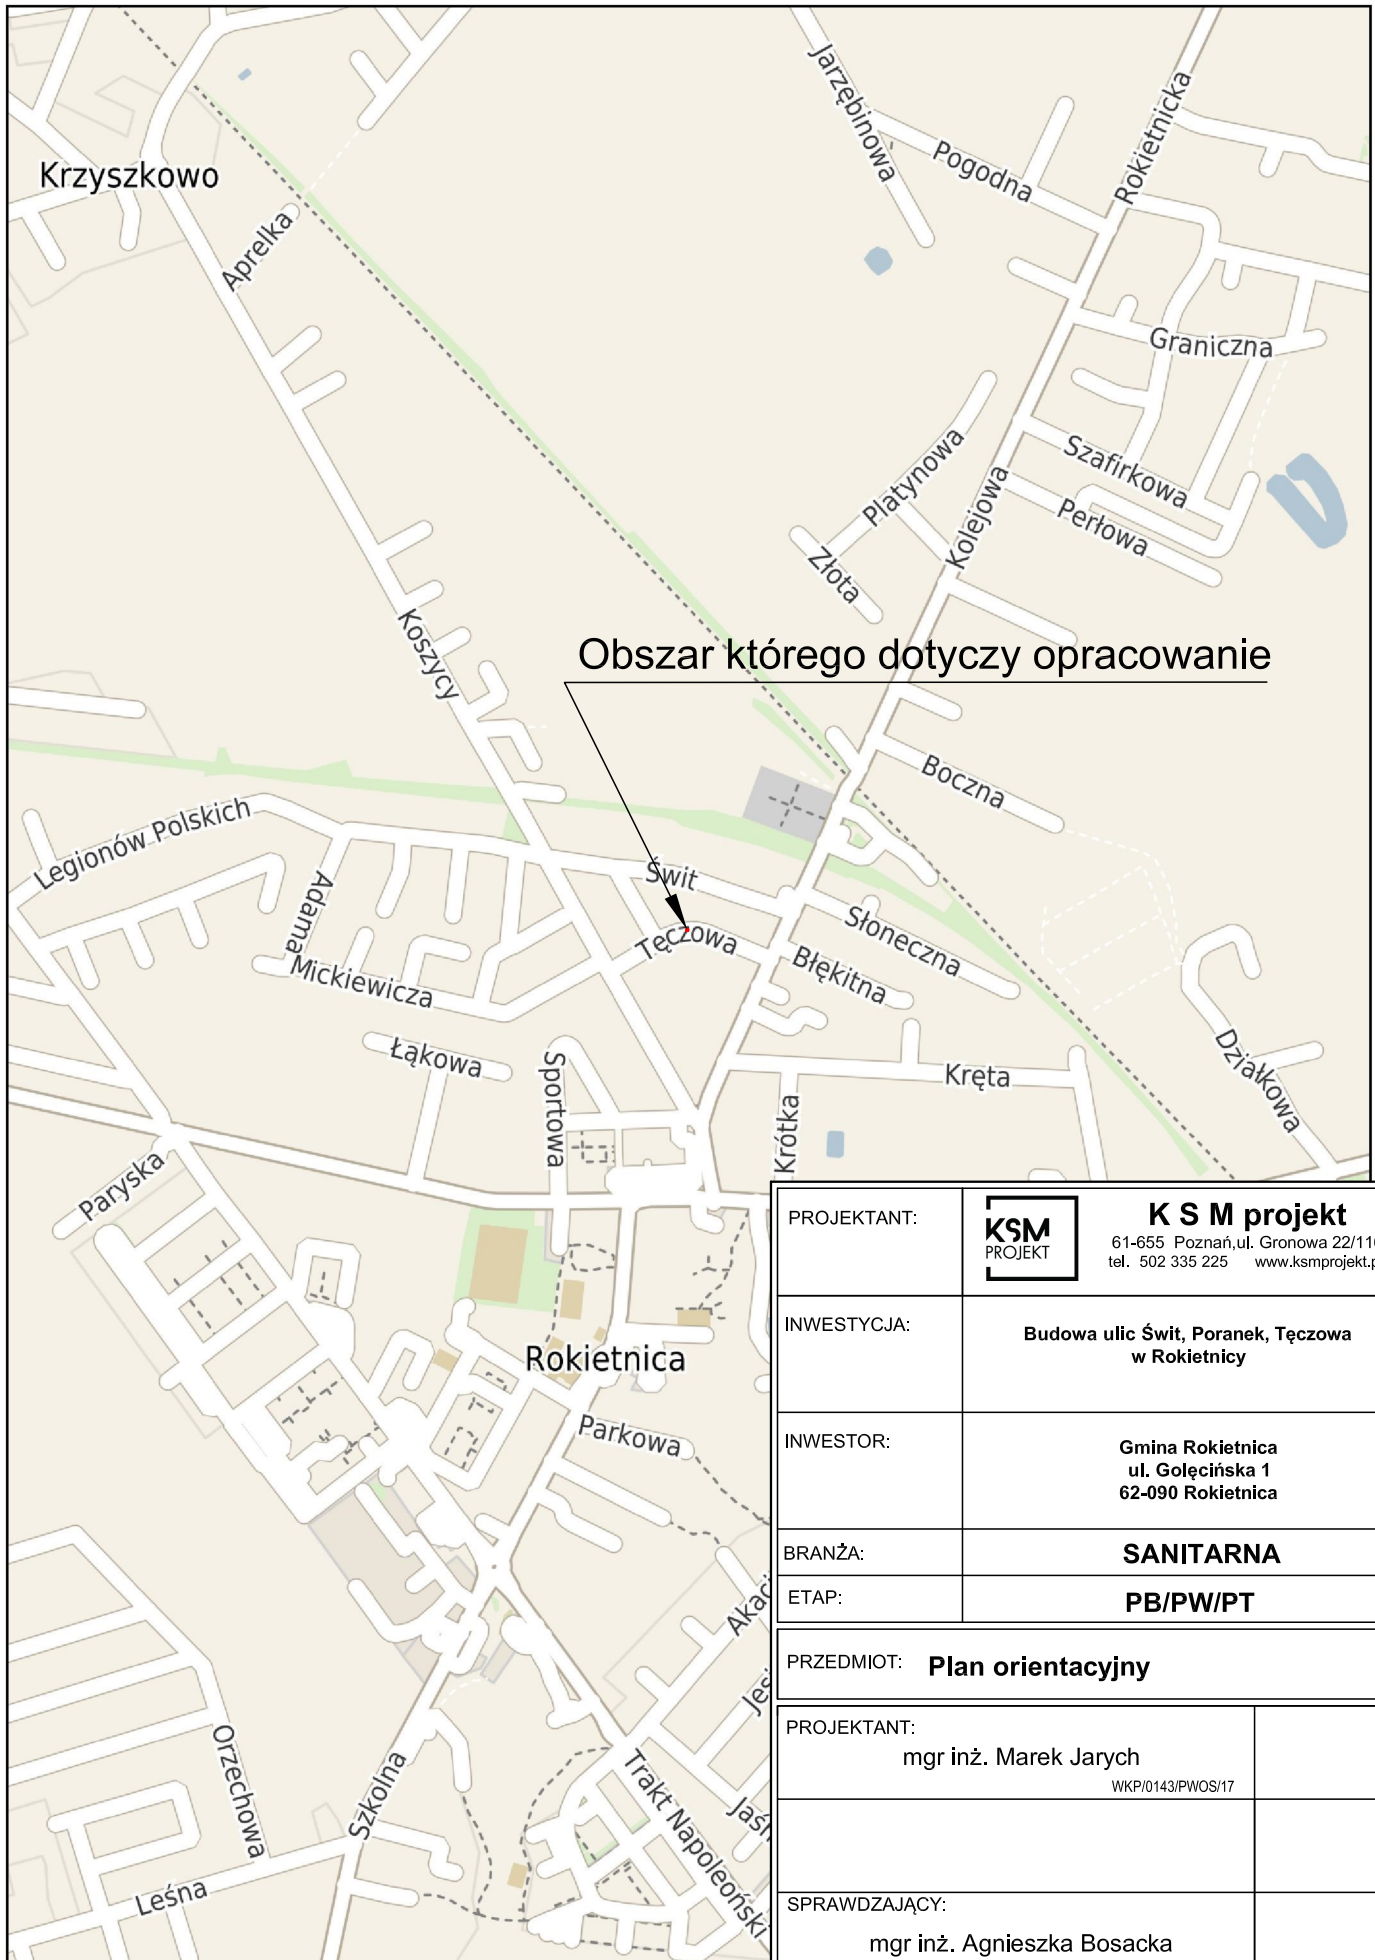 Jarzębinowa
Pogodna
Rokietnicka
Krzyszkowo
Aprelka
Graniczna
Szafirkowa
Platynowa
Kolejowa
Perłowa
Złota
Koszycy
Obszar którego dotyczy opracowanie
Boczna
Legionów Polskich
Świt
Adama
Mickiewicza
Tęczowa
Słoneczna
Błękitna
Łąkowa
Sportowa
Kręta
Krótka
Działkowa
Paryska
Rokietnica
Parkowa
Orzechowa
Szkolna
Leśna
Trakt Napoleoński
PROJEKTANT:
KSM
PROJEKT
K S M projekt
61-655 Poznań,ul. Gronowa 22/11
tel. 502 335 225 www.ksmprojekt.p
INWESTYCJA:
Budowa ulic Świt, Poranek, Tęczowa
w Rokietnicy
INWESTOR:
Gmina Rokietnica
ul. Golęcińska 1
62-090 Rokietnica
BRANŻA:
SANITARNA
ETAP:
PB/PW/PT
PRZEDMIOT: Plan orientacyjny
PROJEKTANT:
mgr inż. Marek Jarych
WKP/0143/PWOS/17
SPRAWDZAJĄCY:
mgr inż. Agnieszka Bosacka